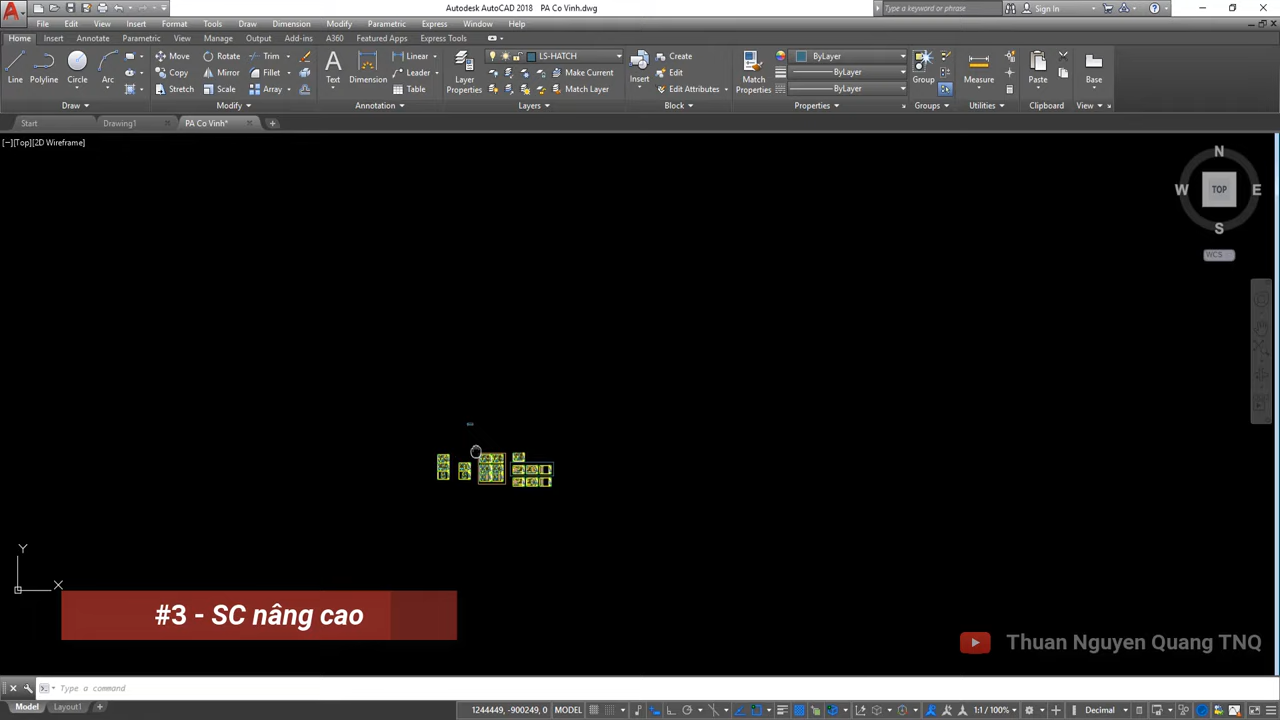 Autodesk AutoCAD 2018 PA Co Vinh.dwg
Type a keyword or phrase
Sign In
File Edit View Insert Format Tools Draw Dimension Modify Parametric Express Window Help
Home Insert Annotate Parametric View Manage Output Add-ins A360 Featured Apps Express Tools
Line Polyline Circle Arc
Move Rotate Trim
Copy Mirror Fillet
Stretch Scale Array
Text Dimension
Linear
Leader
Table
Layer Properties
LS-HATCH
Make Current
Match Layer
Insert
Create
Edit
Edit Attributes
Match Properties
ByLayer
ByLayer
ByLayer
Group Measure Paste Base
Draw Modify Annotation Layers Block Properties Groups Utilities Clipboard View
Start Drawing1 PA Co Vinh*
[−][Top][2D Wireframe]
N
W TOP E
S
WCS
Y
X
#3 - SC nâng cao
Thuan Nguyen Quang TNQ
Type a command
Model Layout1 +
1244449, -900249, 0 MODEL 1:1 / 100% Decimal